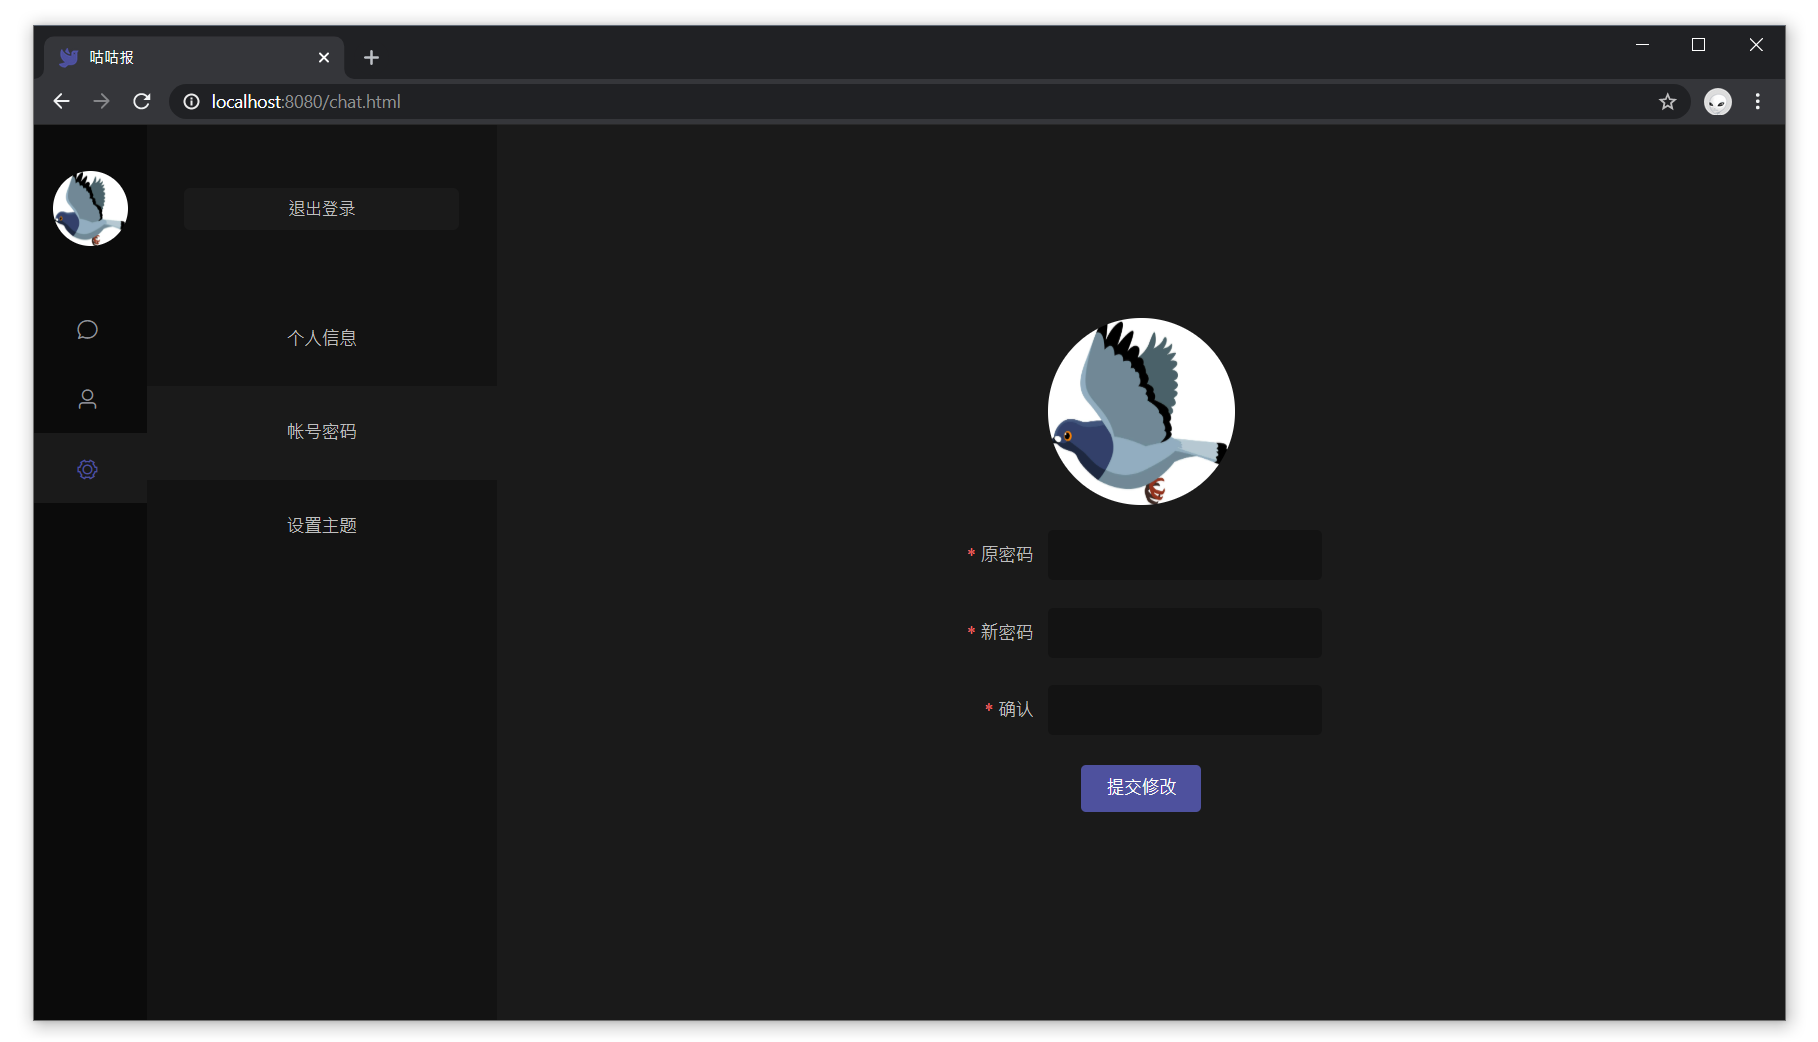 咕咕报
localhost:8080/chat.html
退出登录
个人信息
帐号密码
设置主题
* 原密码
* 新密码
* 确认
提交修改